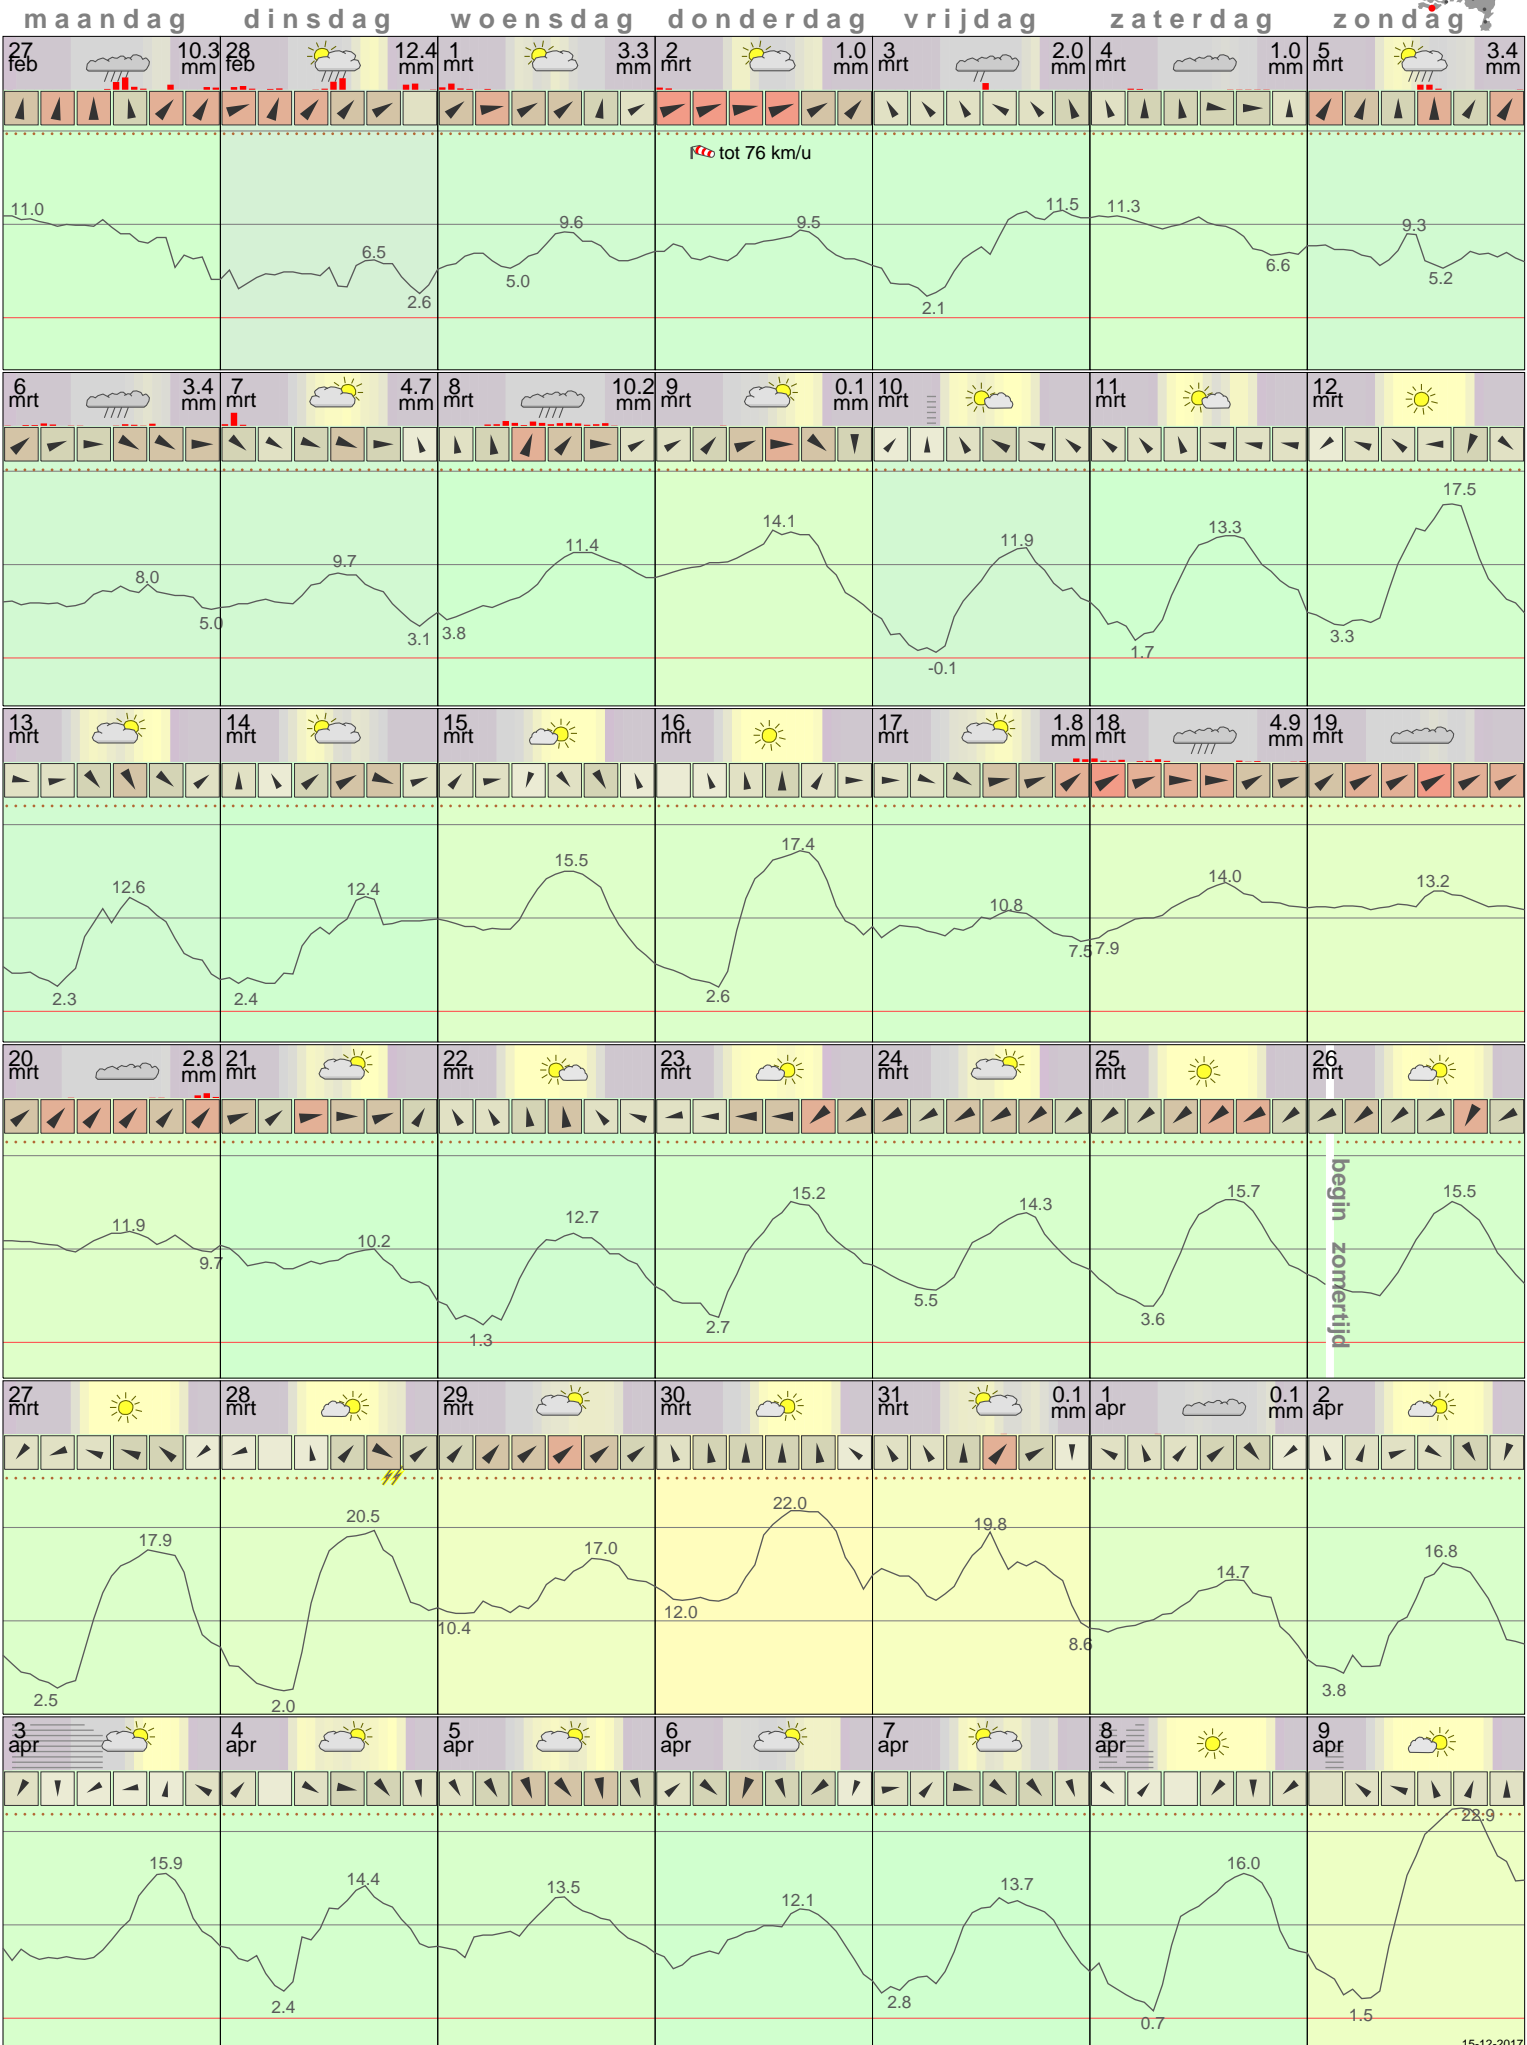 maandag dinsdag woensdag donderdag vrijdag zaterdag zondag
27 feb 10.3 mm 28 feb 12.4 mm 1 mrt 3.3 mm 2 mrt 1.0 mm 3 mrt 2.0 mm 4 mrt 1.0 mm 5 mrt 3.4 mm
tot 76 km/u
11.0 6.5 2.6 5.0 9.6 9.5 2.1 11.5 11.3 6.6 9.3 5.2
6 mrt 3.4 mm 7 mrt 4.7 mm 8 mrt 10.2 mm 9 mrt 0.1 mm 10 mrt 11 mrt 12 mrt
8.0 5.0 9.7 3.1 3.8 11.4 14.1 -0.1 11.9 1.7 13.3 3.3 17.5
13 mrt 14 mrt 15 mrt 16 mrt 17 mrt 1.8 mm 18 mrt 4.9 mm 19 mrt
2.3 12.6 2.4 12.4 15.5 2.6 17.4 10.8 7.5 7.9 14.0 13.2
20 mrt 2.8 mm 21 mrt 22 mrt 23 mrt 24 mrt 25 mrt 26 mrt
begin zomertijd
11.9 9.7 10.2 1.3 12.7 2.7 15.2 5.5 14.3 3.6 15.7 15.5
27 mrt 28 mrt 29 mrt 30 mrt 31 mrt 0.1 mm 1 apr 0.1 mm 2 apr
2.5 17.9 2.0 20.5 10.4 17.0 12.0 22.0 19.8 8.6 14.7 3.8 16.8
3 apr 4 apr 5 apr 6 apr 7 apr 8 apr 9 apr
15.9 2.4 14.4 13.5 12.1 2.8 13.7 0.7 16.0 1.5 22.9
15-12-2017